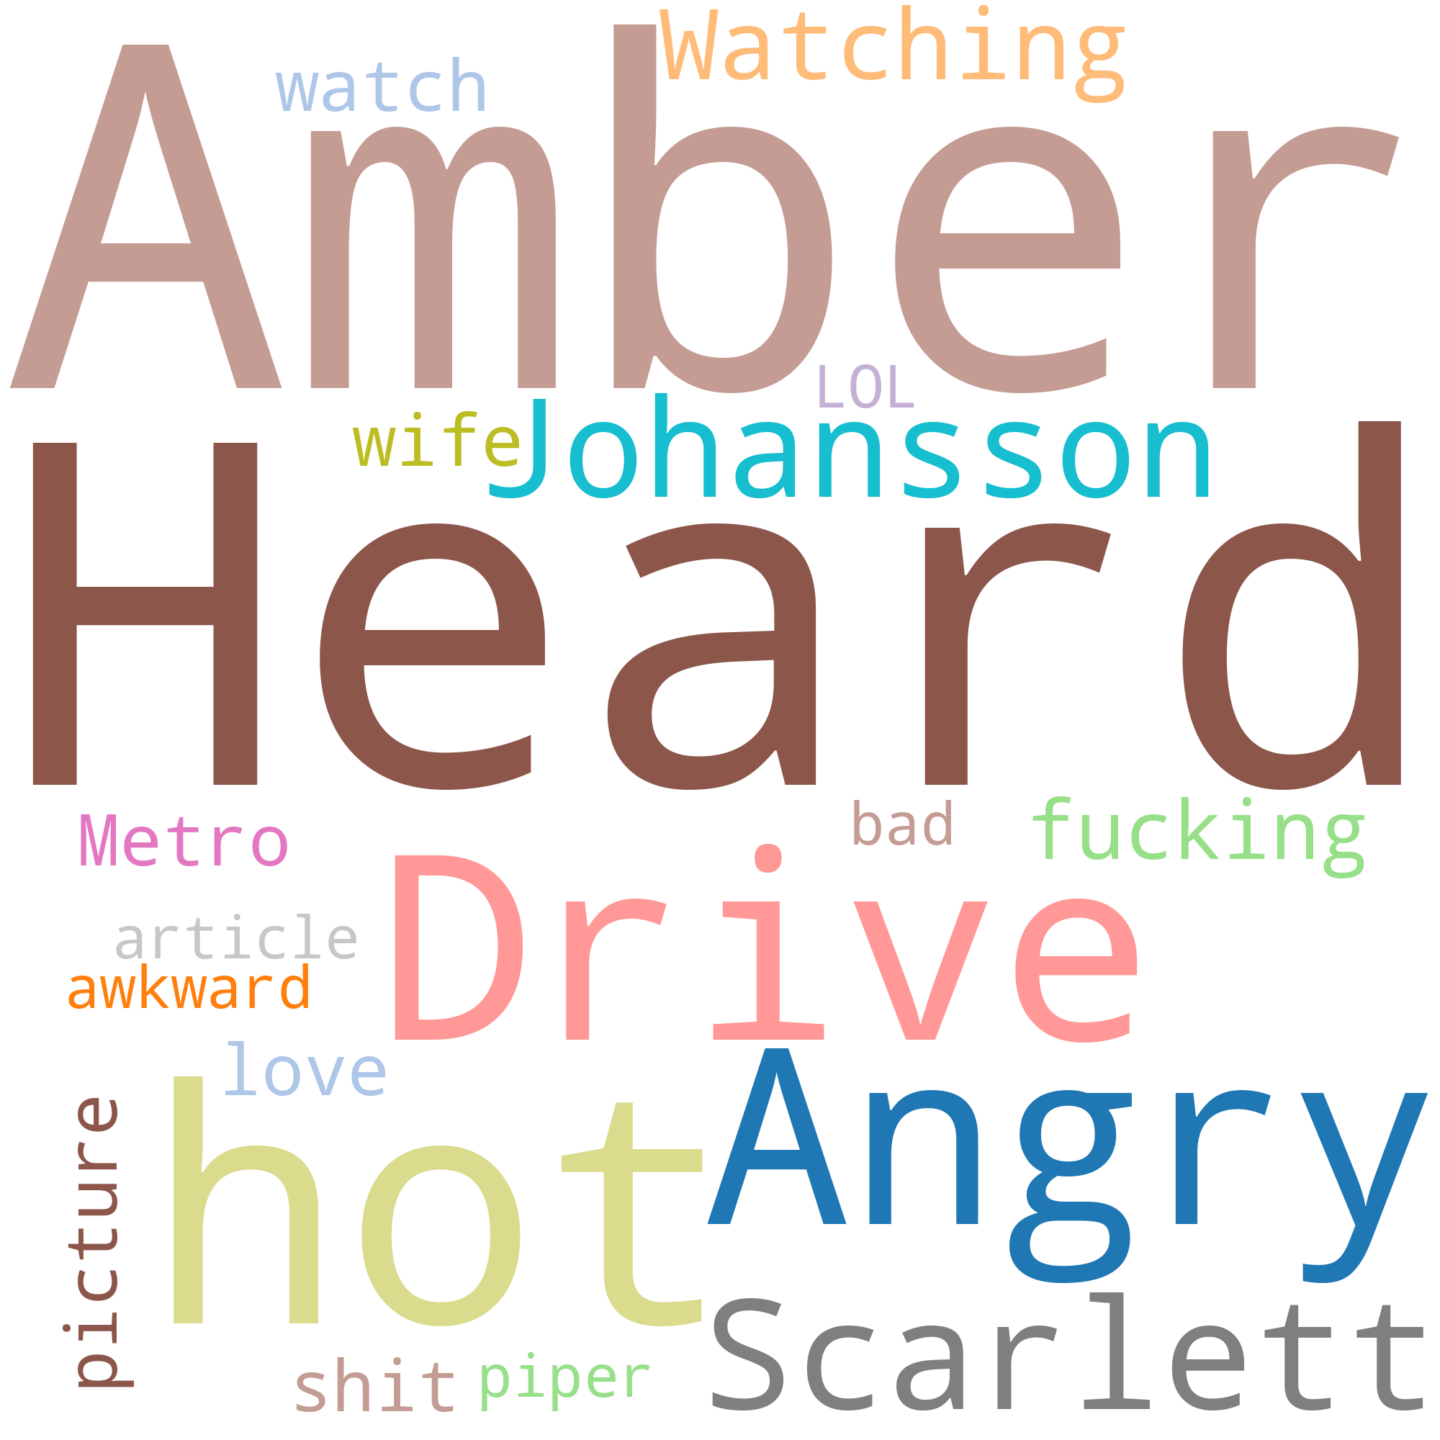 Watching
watch
Amber
LOL
wife
Johansson
Heard
Metro
bad
fucking
Drive
article
awkward
love
Angry
hot
picture
Scarlett
shit
piper